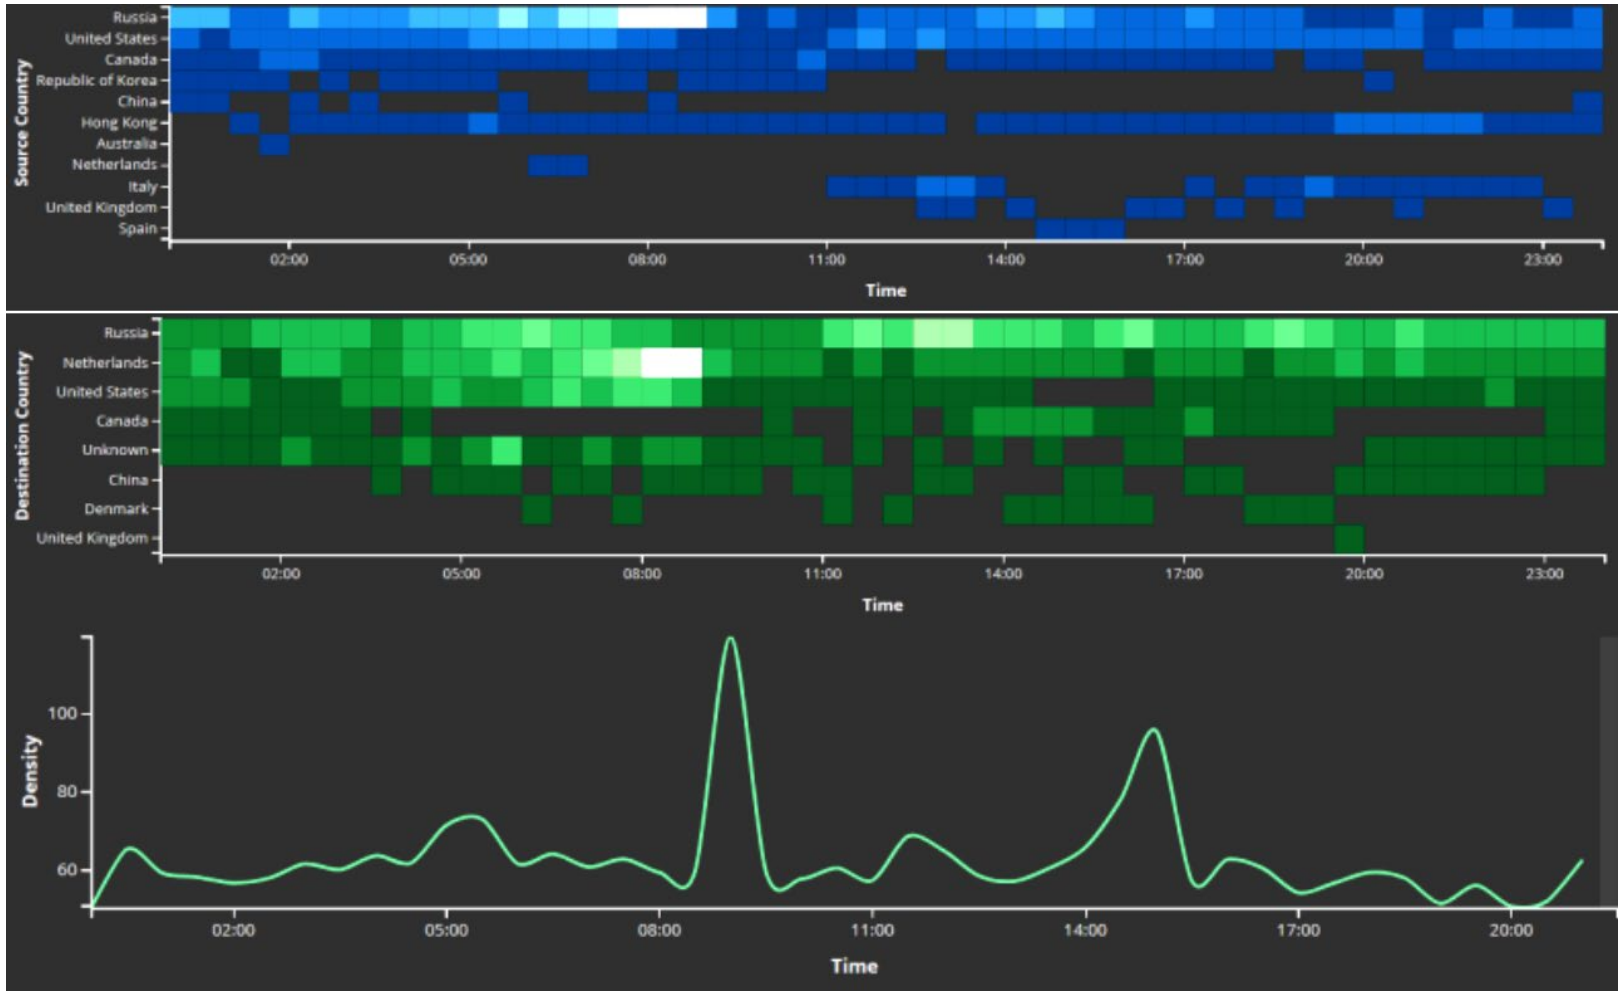 Source Country
Russia
United States
Canada
Republic of Korea
China
Hong Kong
Australia
Netherlands
Italy
United Kingdom
Spain
02:00 05:00 08:00 11:00 14:00 17:00 20:00 23:00
Time
Destination Country
Russia
Netherlands
United States
Canada
Unknown
China
Denmark
United Kingdom
02:00 05:00 08:00 11:00 14:00 17:00 20:00 23:00
Time
Density
100
80
60
02:00 05:00 08:00 11:00 14:00 17:00 20:00
Time